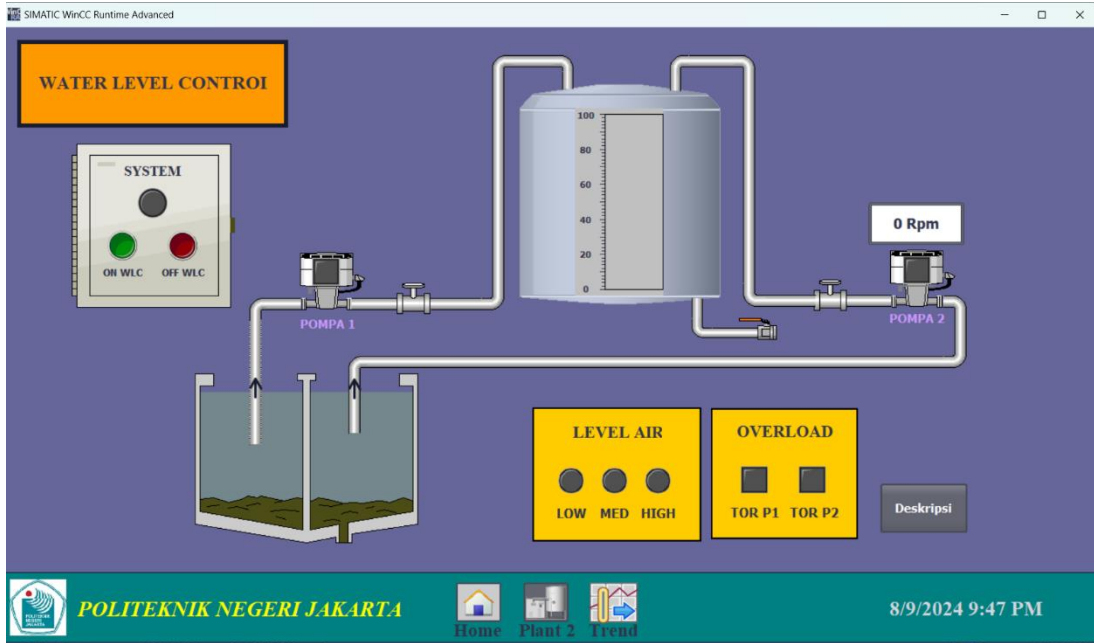 SIMATIC WinCC Runtime Advanced
WATER LEVEL CONTROI
SYSTEM
ON WLC
OFF WLC
POMPA 1
100
80
60
40
20
0
0 Rpm
POMPA 2
LEVEL AIR
LOW
MED
HIGH
OVERLOAD
TOR P1
TOR P2
Deskripsi
POLITEKNIK NEGERI JAKARTA
Home
Plant 2
Trend
8/9/2024 9:47 PM